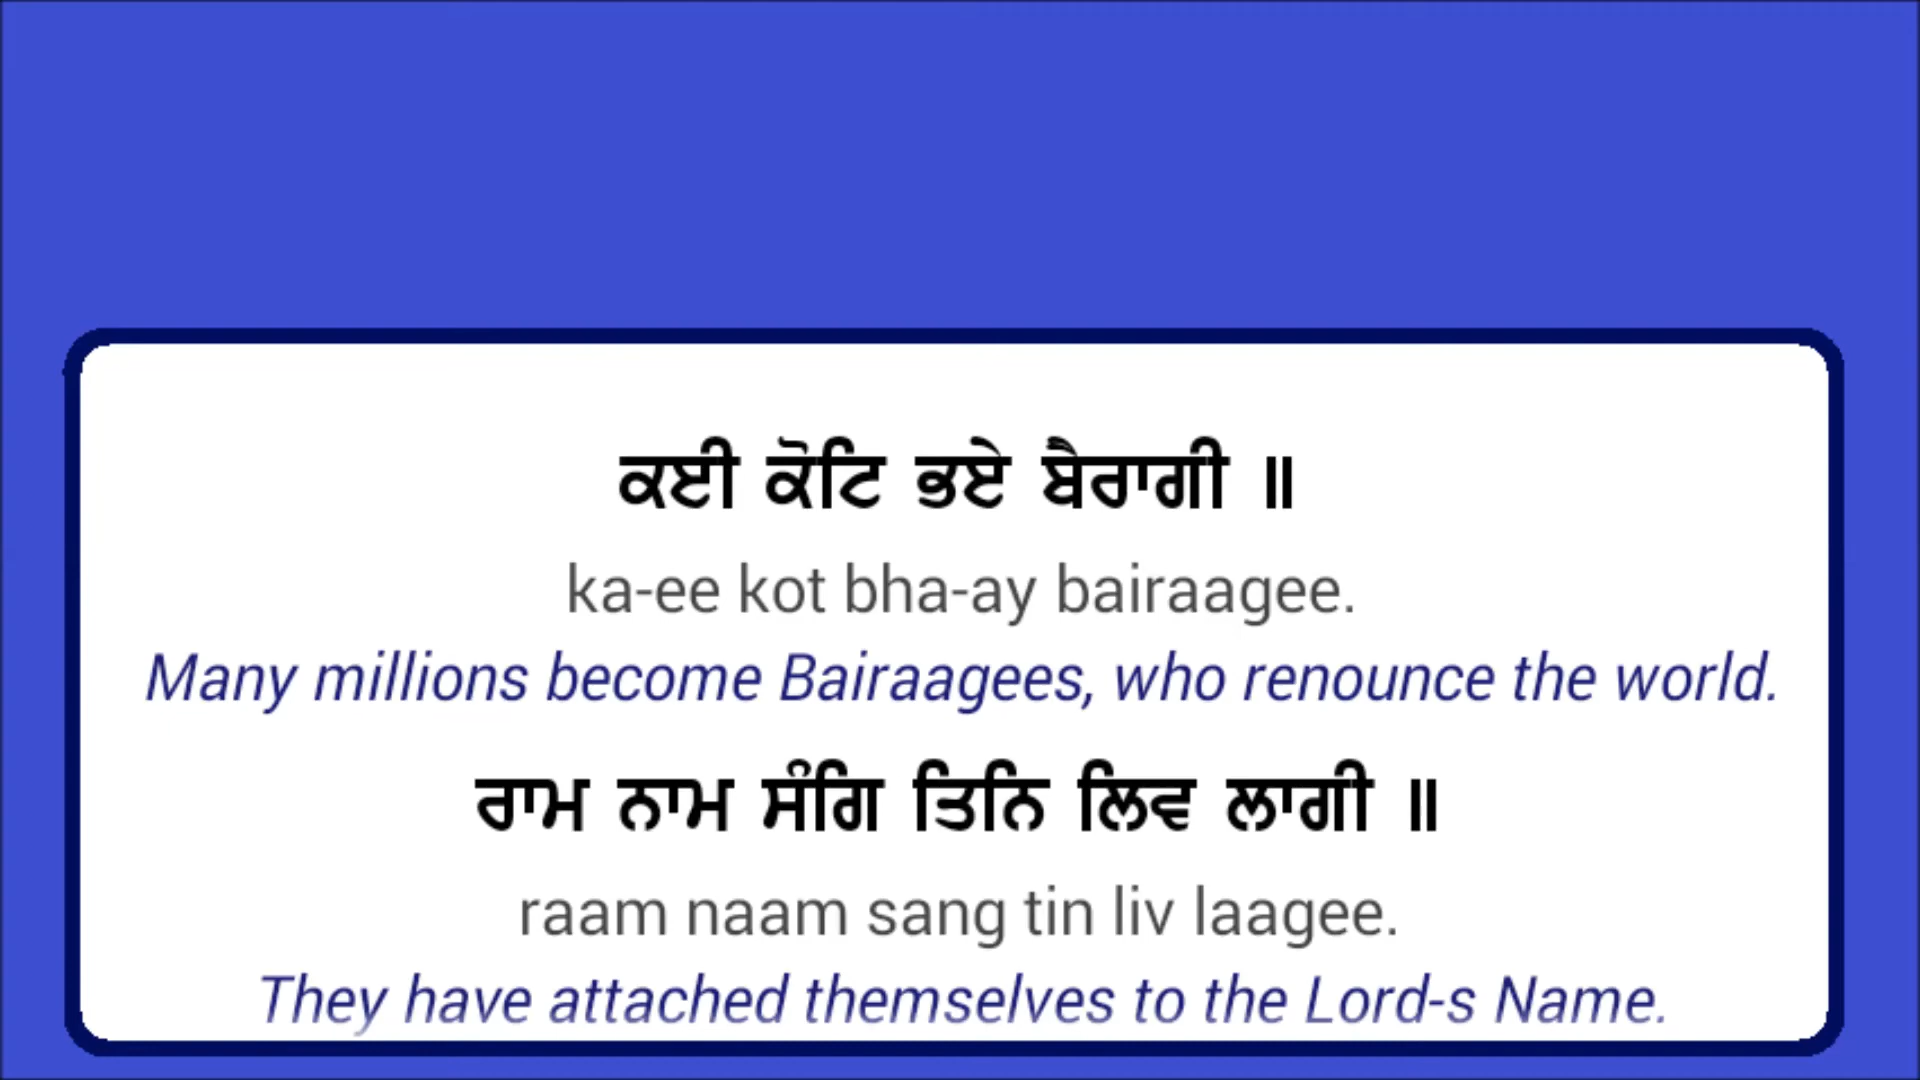 ਕਈ ਕੋਟਿ ਭਏ ਬੈਰਾਗੀ ॥
ka-ee kot bha-ay bairaagee.
Many millions become Bairaagees, who renounce the world.
ਰਾਮ ਨਾਮ ਸੰਗਿ ਤਿਨਿ ਲਿਵ ਲਾਗੀ ॥
raam naam sang tin liv laagee.
They have attached themselves to the Lord-s Name.